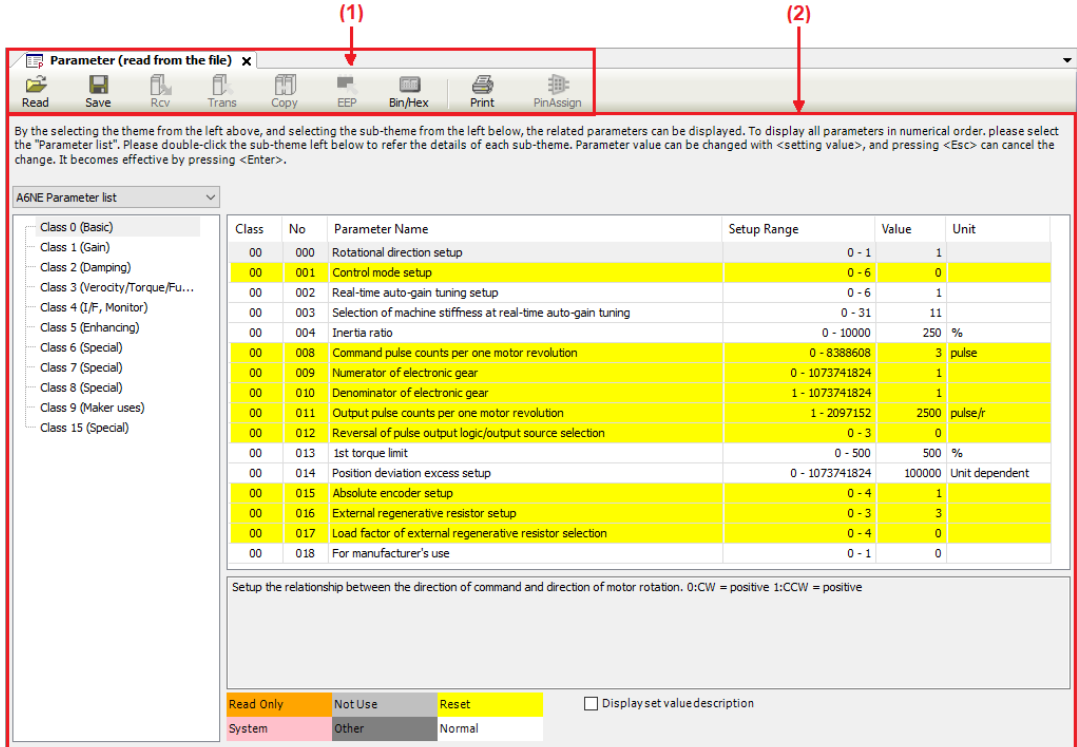 (1)
(2)
Parameter (read from the file) x
Read Save Rcv Trans Copy EEP Bin/Hex Print PinAssign
By the selecting the theme from the left above, and selecting the sub-theme from the left below, the related parameters can be displayed. To display all parameters in numerical order. please select
the "Parameter list". Please double-click the sub-theme left below to refer the details of each sub-theme. Parameter value can be changed with <setting value>, and pressing <Esc> can cancel the
change. It becomes effective by pressing <Enter>.
A6NE Parameter list
Class 0 (Basic)
Class 1 (Gain)
Class 2 (Damping)
Class 3 (Verocity/Torque/Fu...
Class 4 (I/F, Monitor)
Class 5 (Enhancing)
Class 6 (Special)
Class 7 (Special)
Class 8 (Special)
Class 9 (Maker uses)
Class 15 (Special)
Class No Parameter Name Setup Range Value Unit
00 000 Rotational direction setup 0 - 1 1
00 001 Control mode setup 0 - 6 0
00 002 Real-time auto-gain tuning setup 0 - 6 1
00 003 Selection of machine stiffness at real-time auto-gain tuning 0 - 31 11
00 004 Inertia ratio 0 - 10000 250 %
00 008 Command pulse counts per one motor revolution 0 - 8388608 3 pulse
00 009 Numerator of electronic gear 0 - 1073741824 1
00 010 Denominator of electronic gear 1 - 1073741824 1
00 011 Output pulse counts per one motor revolution 1 - 2097152 2500 pulse/r
00 012 Reversal of pulse output logic/output source selection 0 - 3 0
00 013 1st torque limit 0 - 500 500 %
00 014 Position deviation excess setup 0 - 1073741824 100000 Unit dependent
00 015 Absolute encoder setup 0 - 4 1
00 016 External regenerative resistor setup 0 - 3 3
00 017 Load factor of external regenerative resistor selection 0 - 4 0
00 018 For manufacturer's use 0 - 1 0
Setup the relationship between the direction of command and direction of motor rotation. 0:CW = positive 1:CCW = positive
Read Only Not Use Reset Display set value description
System Other Normal